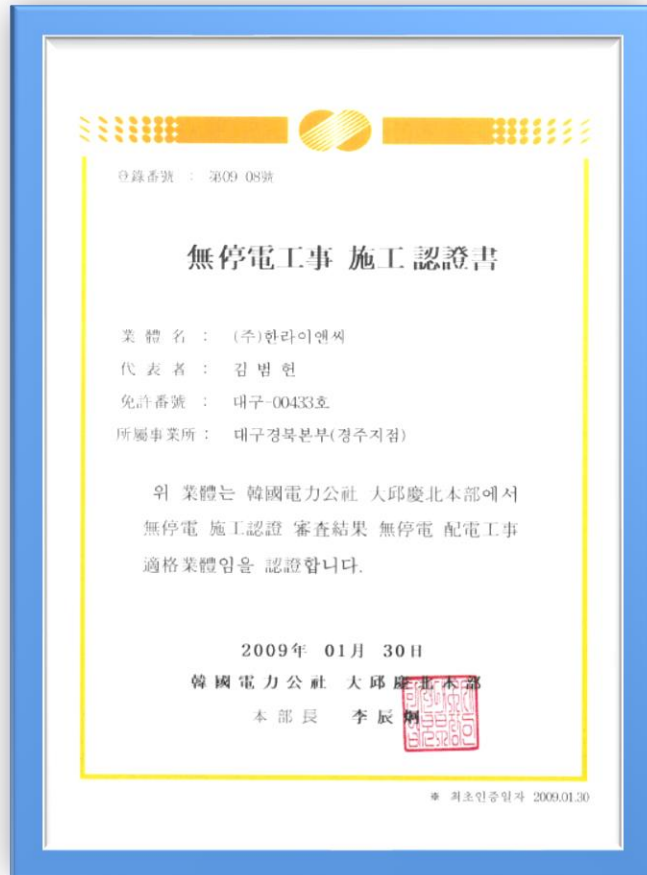 登錄番號 : 第09-08號
無停電工事 施工認證書
業體名 : (주)한라이앤씨
代表者 : 김범헌
免許番號 : 대구-00433호
所屬事業所 : 대구경북본부(경주지점)
위 業體는 韓國電力公社 大邱慶北本部에서
無停電 施工認證 審査結果 無停電 配電工事
適格業體임을 認證합니다.
2009年 01月 30日
韓國電力公社 大邱慶北本部
本部長 李辰炯
※ 최초인증일자 2009.01.30